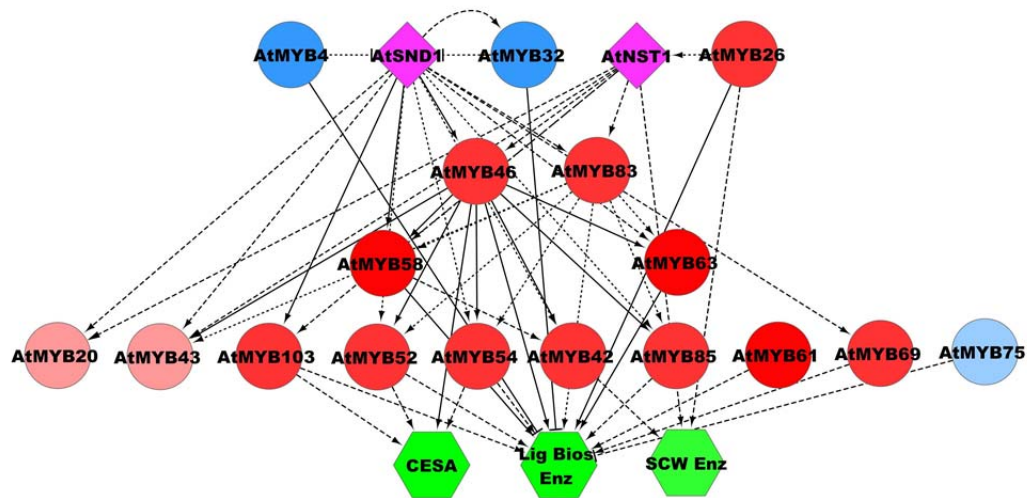 AtMYB4
AtSND1
AtMYB32
AtNST1
AtMYB26
AtMYB46
AtMYB83
AtMYB58
AtMYB63
AtMYB20
AtMYB43
AtMYB103
AtMYB52
AtMYB54
AtMYB42
AtMYB85
AtMYB61
AtMYB69
AtMYB75
CESA
Lig Bios
Enz
SCW Enz